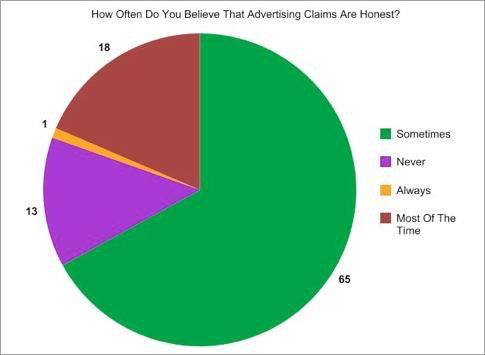 How Often Do You Believe That Advertising Claims Are Honest?
18
1
13
65
Sometimes
Never
Always
Most Of The
Time